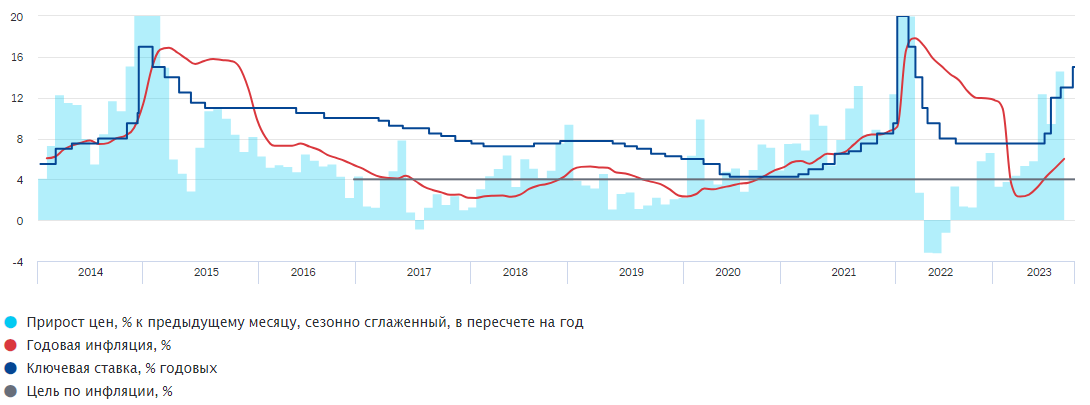 20
16
12
8
4
0
-4
2014 2015 2016 2017 2018 2019 2020 2021 2022 2023
Прирост цен, % к предыдущему месяцу, сезонно сглаженный, в пересчете на год
Годовая инфляция, %
Ключевая ставка, % годовых
Цель по инфляции, %